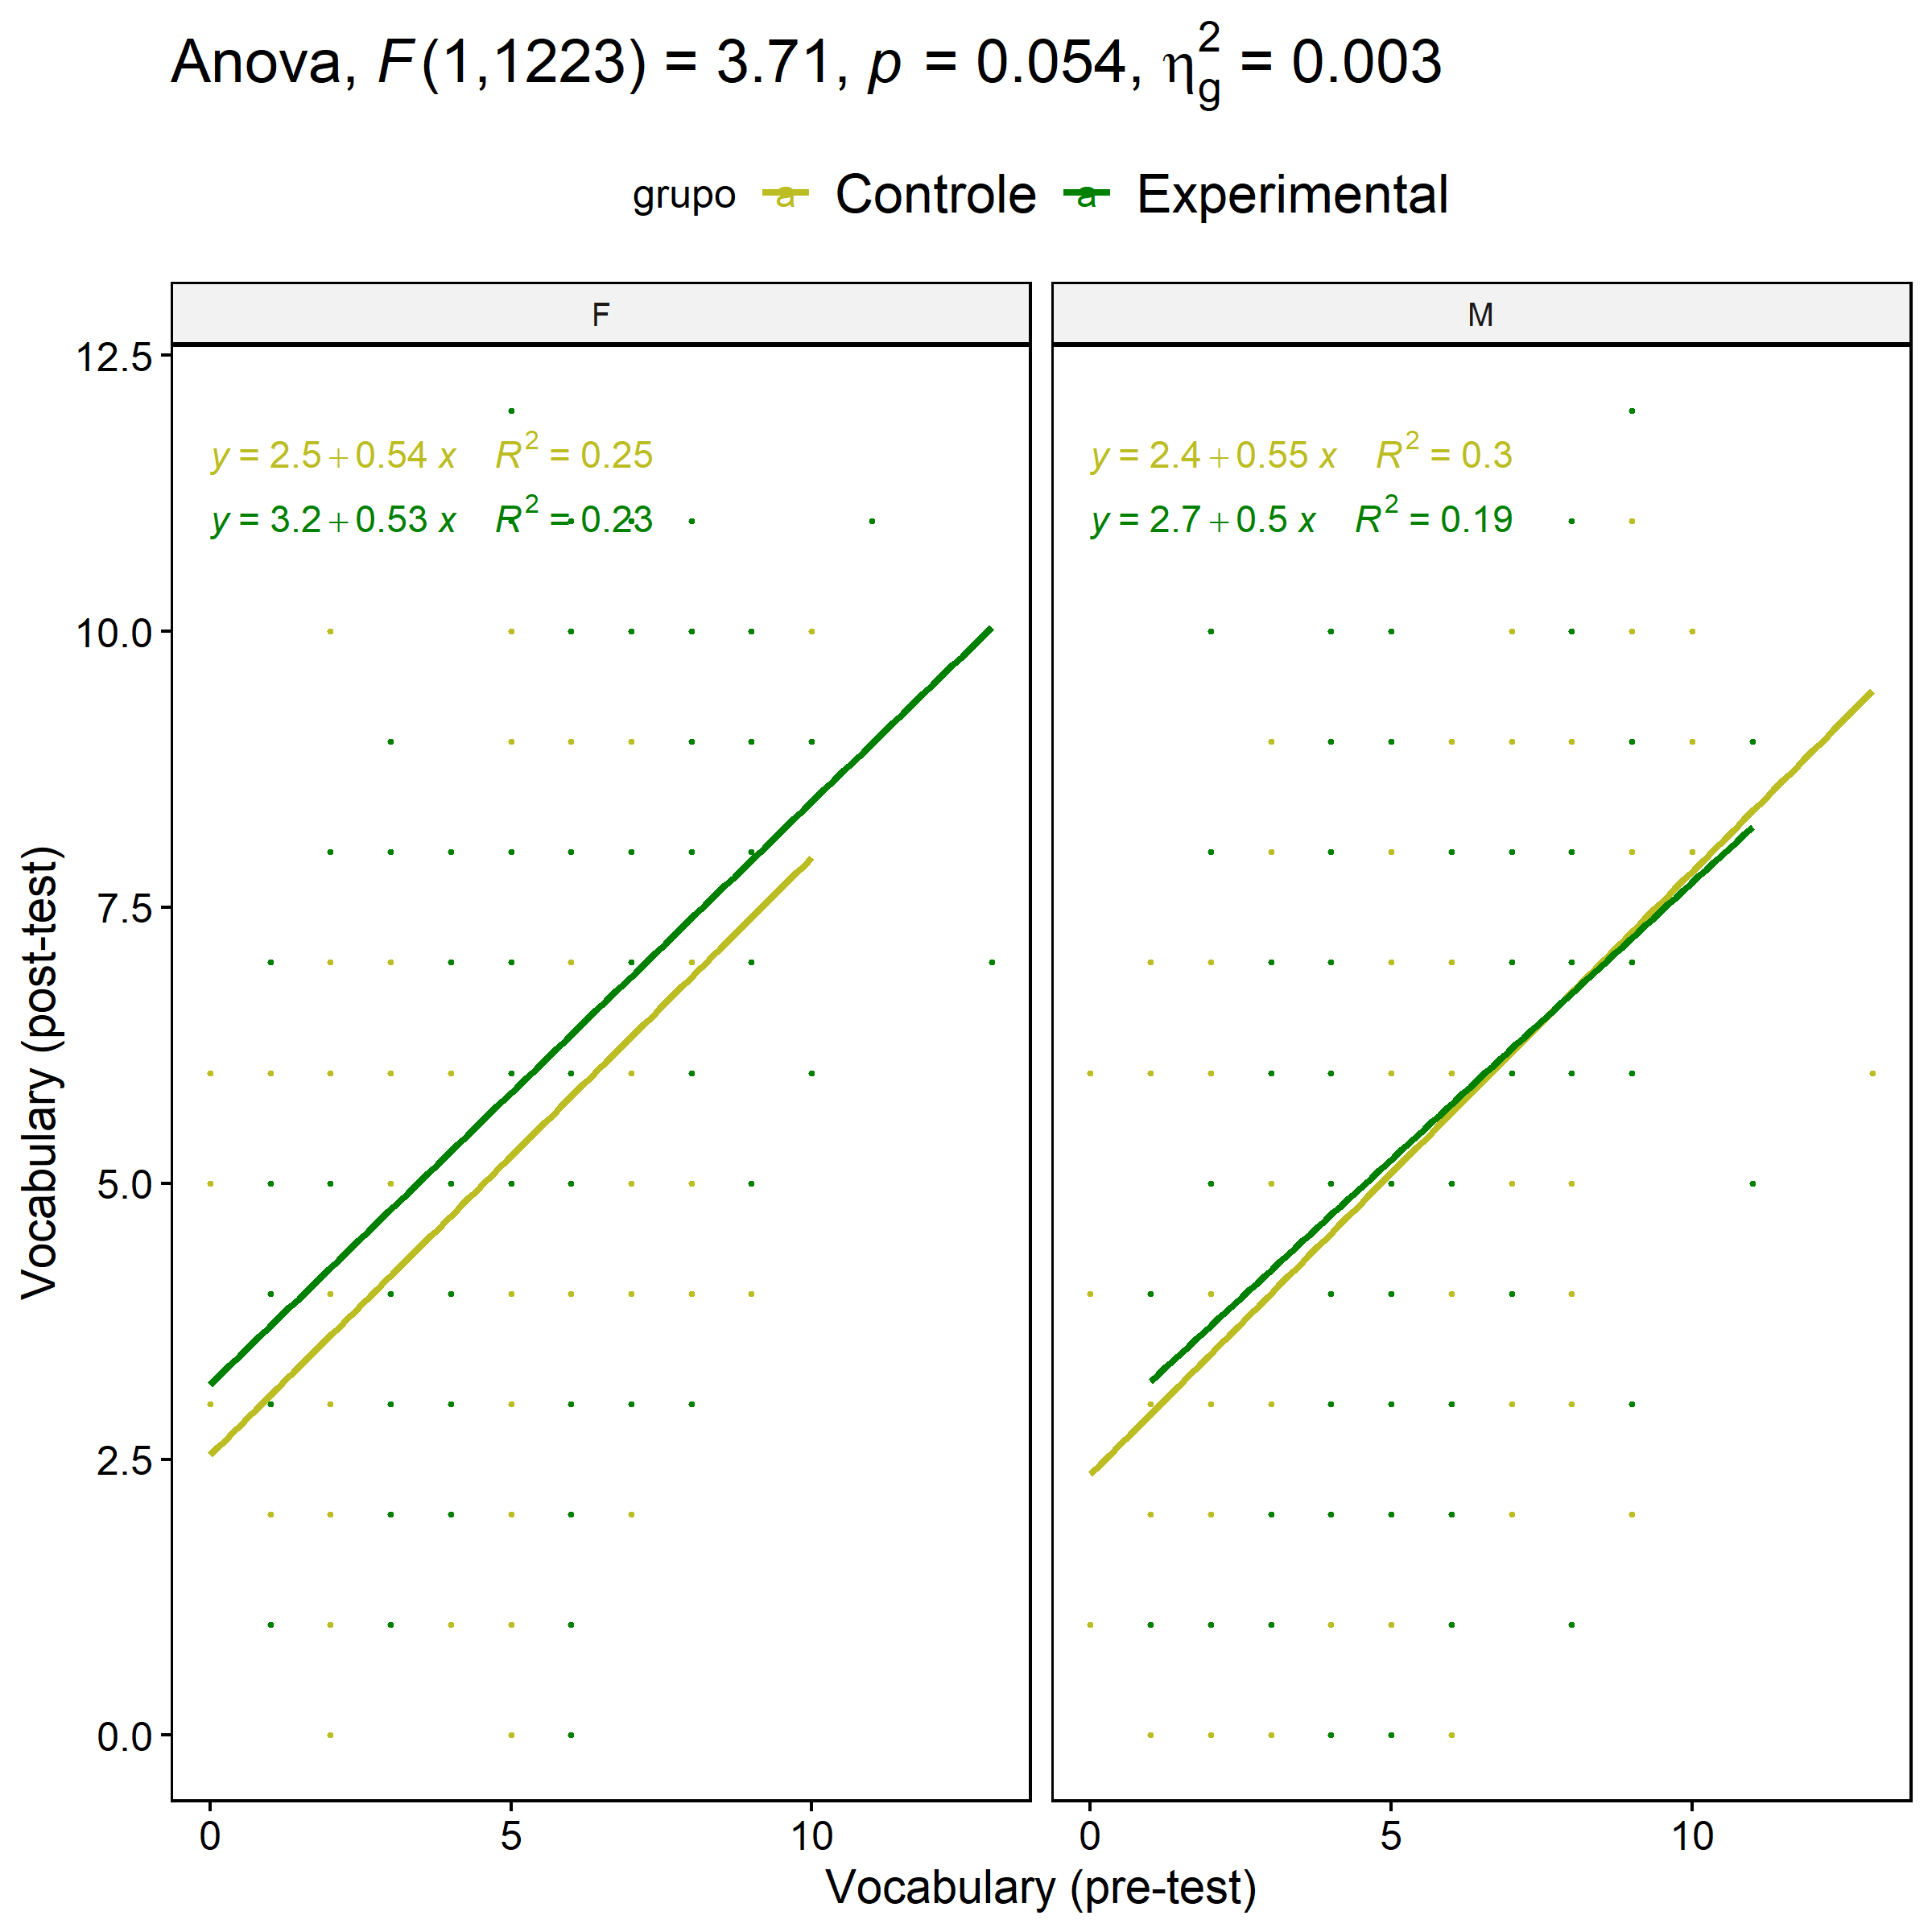 Anova, F(1,1223) = 3.71, p = 0.054, η²g = 0.003
grupo a Controle a Experimental
F
M
12.5
10.0
7.5
5.0
2.5
0.0
Vocabulary (post-test)
y = 2.5 + 0.54 x R² = 0.25
y = 3.2 + 0.53 x R² = 0.23
y = 2.4 + 0.55 x R² = 0.3
y = 2.7 + 0.5 x R² = 0.19
0 5 10
0 5 10
Vocabulary (pre-test)